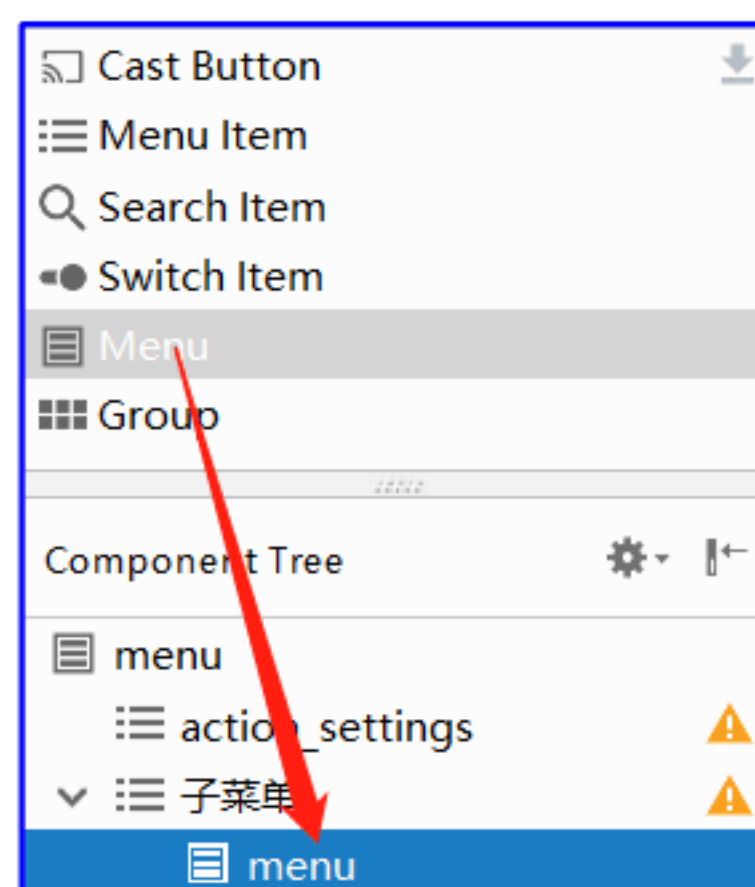 Cast Button
Menu Item
Search Item
Switch Item
Menu
Group
Component Tree
menu
action_settings
子菜单
menu